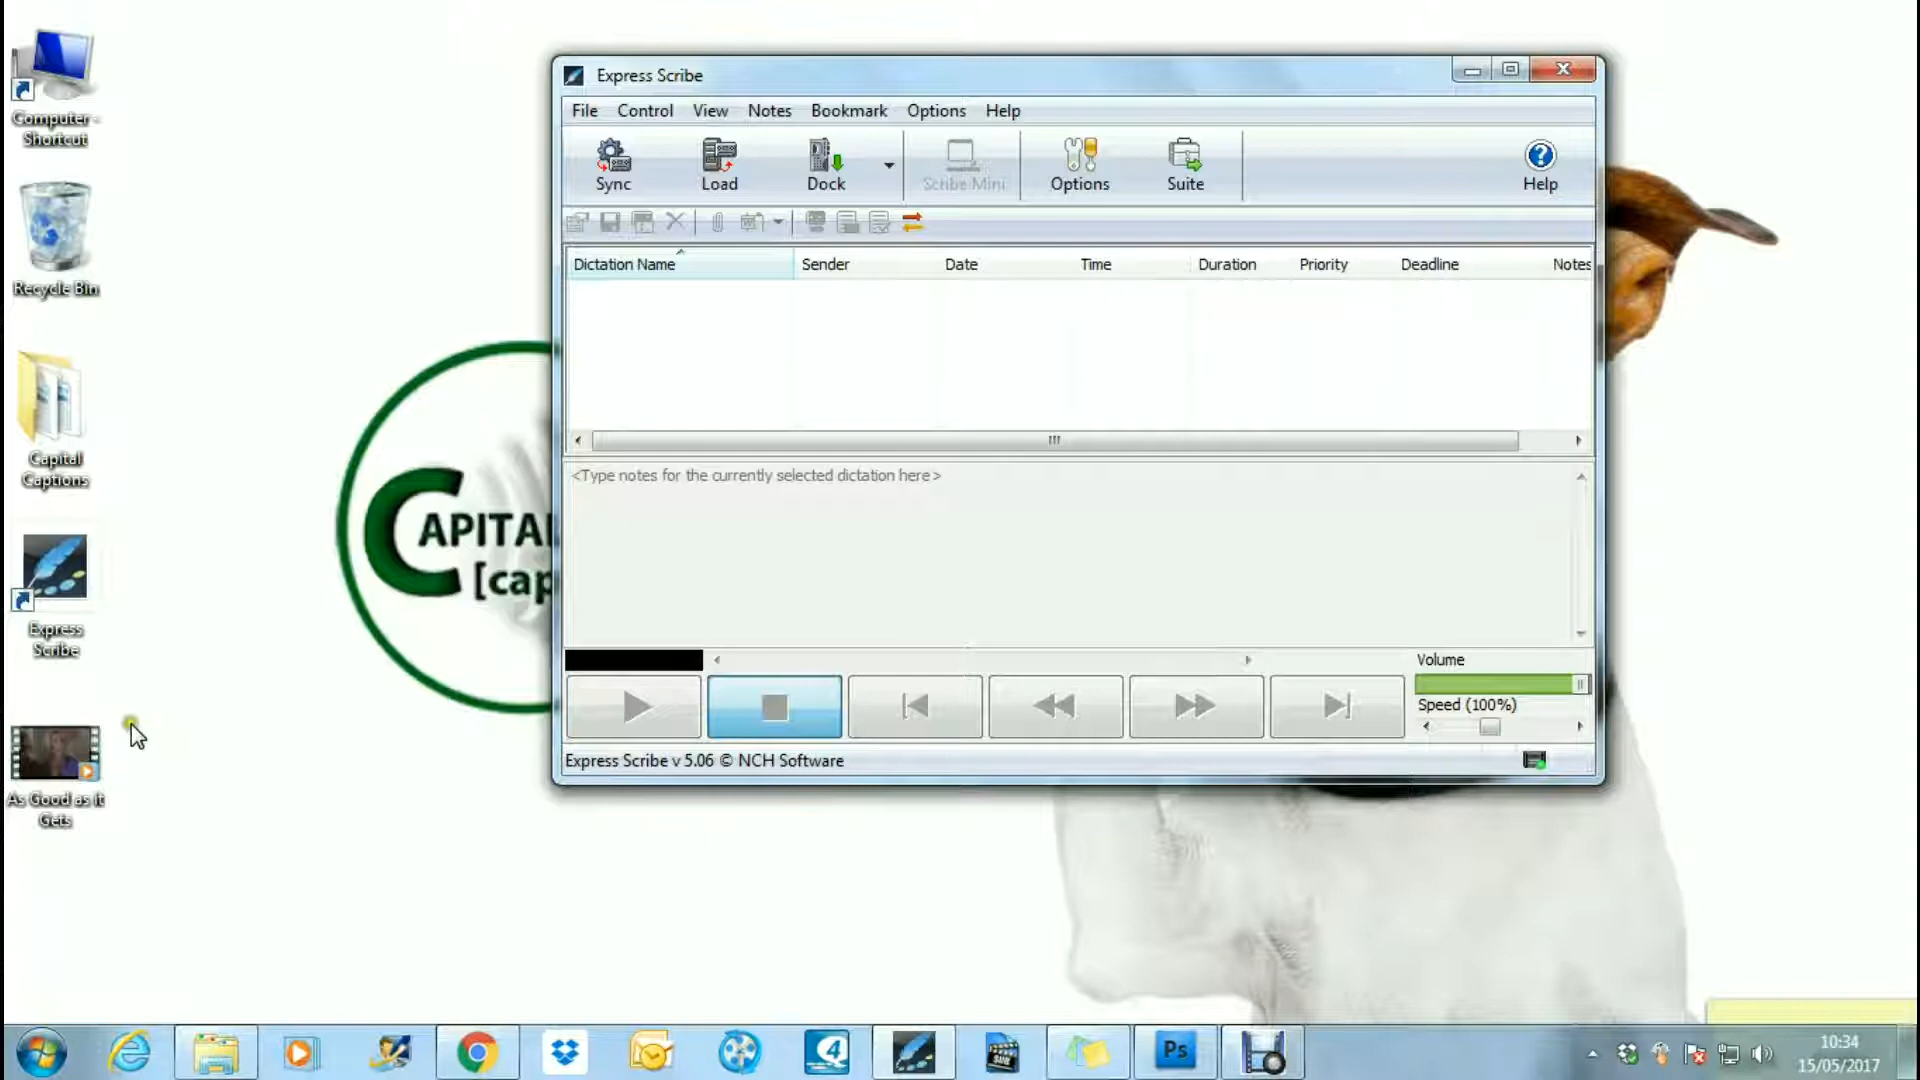 Computer -
Shortcut
Recycle Bin
Capital
Captions
Express
Scribe
As Good as it
Gets
CAPITAL
[cap
Express Scribe
File Control View Notes Bookmark Options Help
Sync Load Dock Scribe Mini Options Suite Help
Dictation Name Sender Date Time Duration Priority Deadline Notes
<Type notes for the currently selected dictation here>
Volume
Speed (100%)
Express Scribe v 5.06 © NCH Software
4
Ps
10:34
15/05/2017